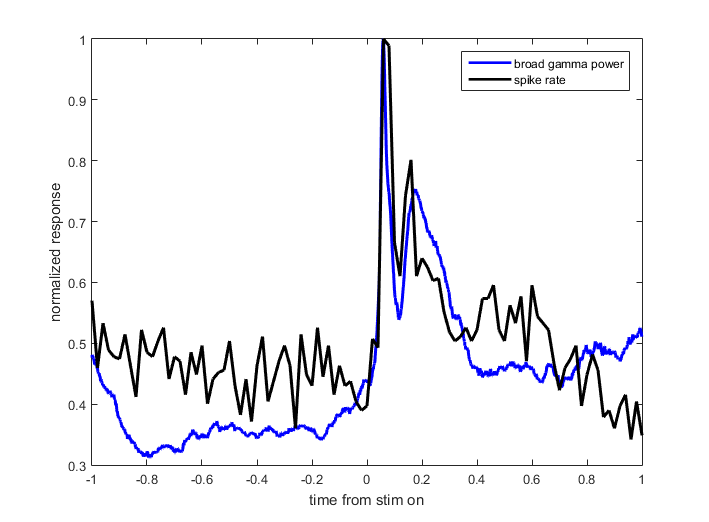 broad gamma power
spike rate
1
0.9
0.8
0.7
0.6
0.5
0.4
0.3
normalized response
-1 -0.8 -0.6 -0.4 -0.2 0 0.2 0.4 0.6 0.8 1
time from stim on